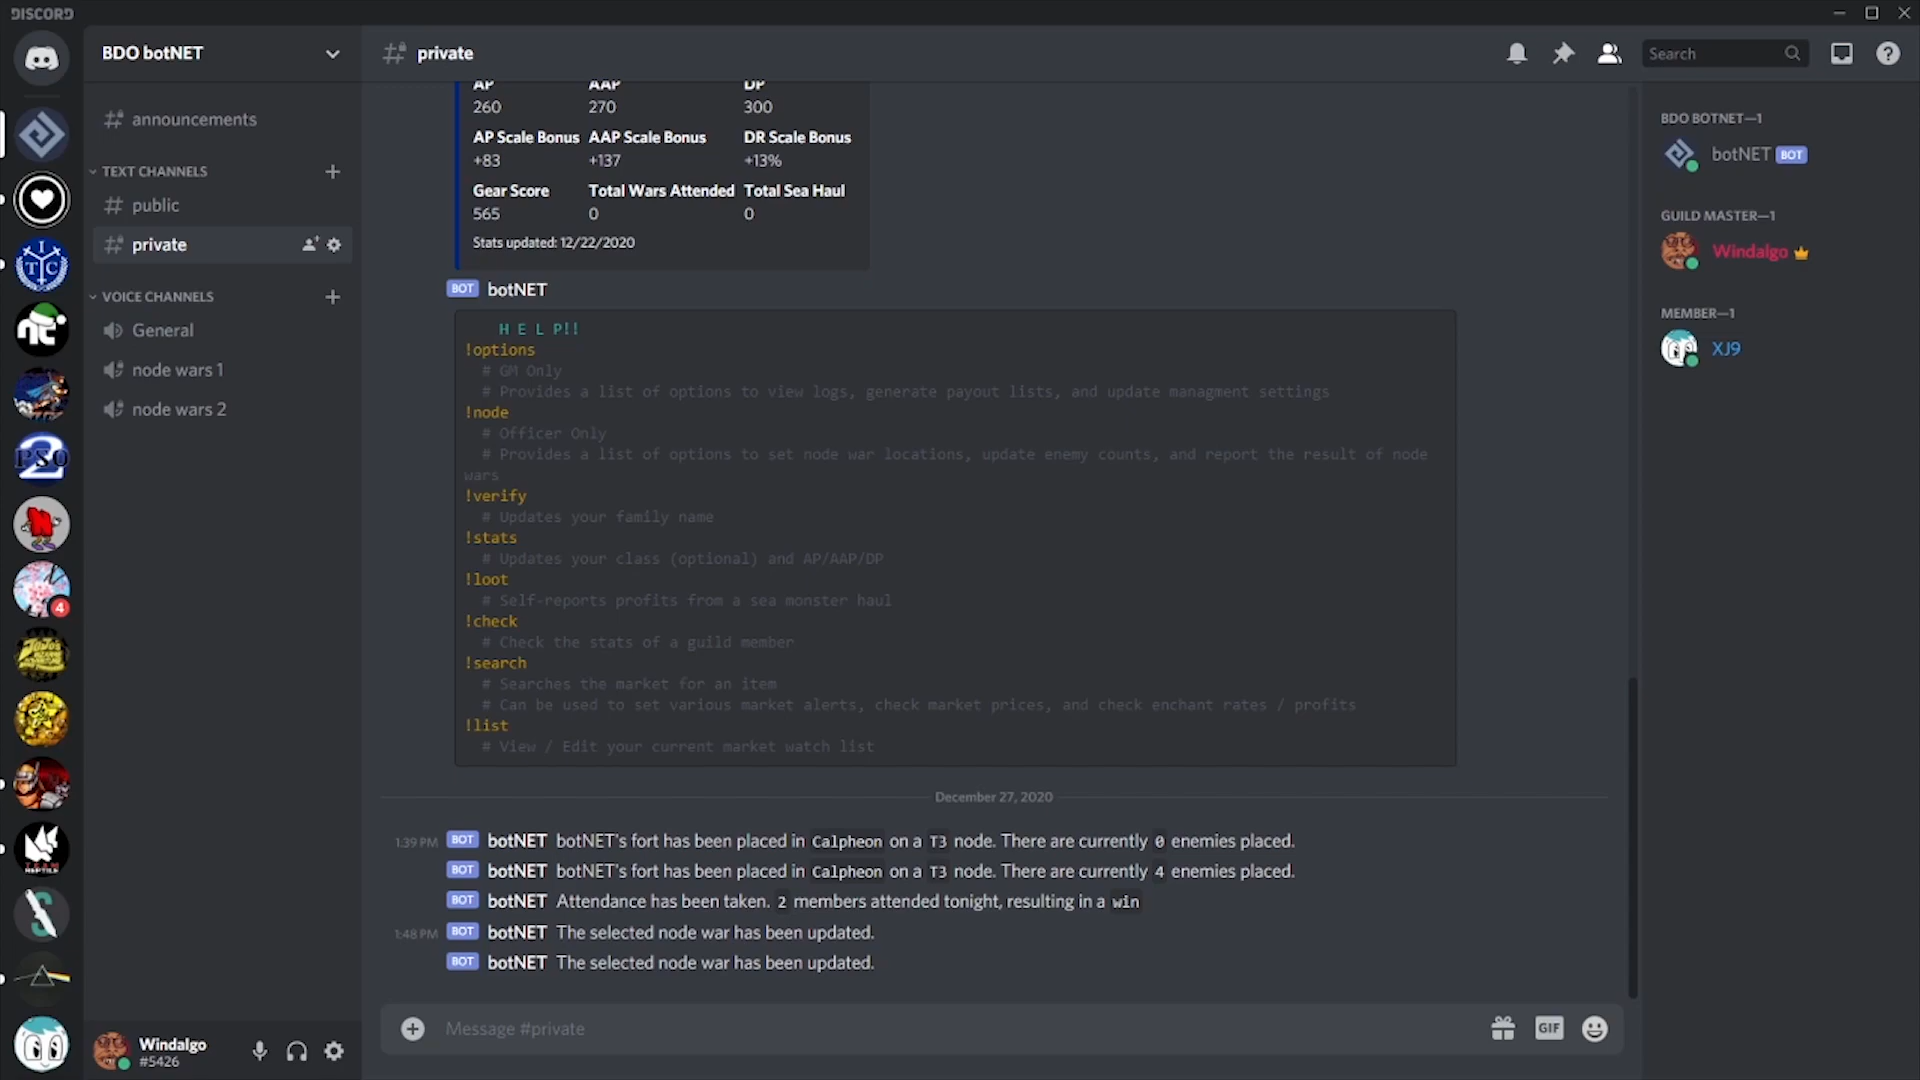 DISCORD
BDO botNET
announcements
TEXT CHANNELS
public
private
VOICE CHANNELS
General
node wars 1
node wars 2
Windalgo
#5426
4
private
Search
AP AAP DP
260 270 300
AP Scale Bonus AAP Scale Bonus DR Scale Bonus
+83 +137 +13%
Gear Score Total Wars Attended Total Sea Haul
565 0 0
Stats updated: 12/22/2020
BOT botNET
H E L P!!
!options
# GM Only
# Provides a list of options to view logs, generate payout lists, and update managment settings
!node
# Officer Only
# Provides a list of options to set node war locations, update enemy counts, and report the result of node
wars
!verify
# Updates your family name
!stats
# Updates your class (optional) and AP/AAP/DP
!loot
# Self-reports profits from a sea monster haul
!check
# Check the stats of a guild member
!search
# Searches the market for an item
# Can be used to set various market alerts, check market prices, and check enchant rates / profits
!list
# View / Edit your current market watch list
December 27, 2020
1:39 PM BOT botNET botNET's fort has been placed in Calpheon on a T3 node. There are currently 0 enemies placed.
BOT botNET botNET's fort has been placed in Calpheon on a T3 node. There are currently 4 enemies placed.
BOT botNET Attendance has been taken. 2 members attended tonight, resulting in a win
1:48 PM BOT botNET The selected node war has been updated.
BOT botNET The selected node war has been updated.
Message #private
GIF
BDO BOTNET—1
botNET BOT
GUILD MASTER—1
Windalgo
MEMBER—1
XJ9